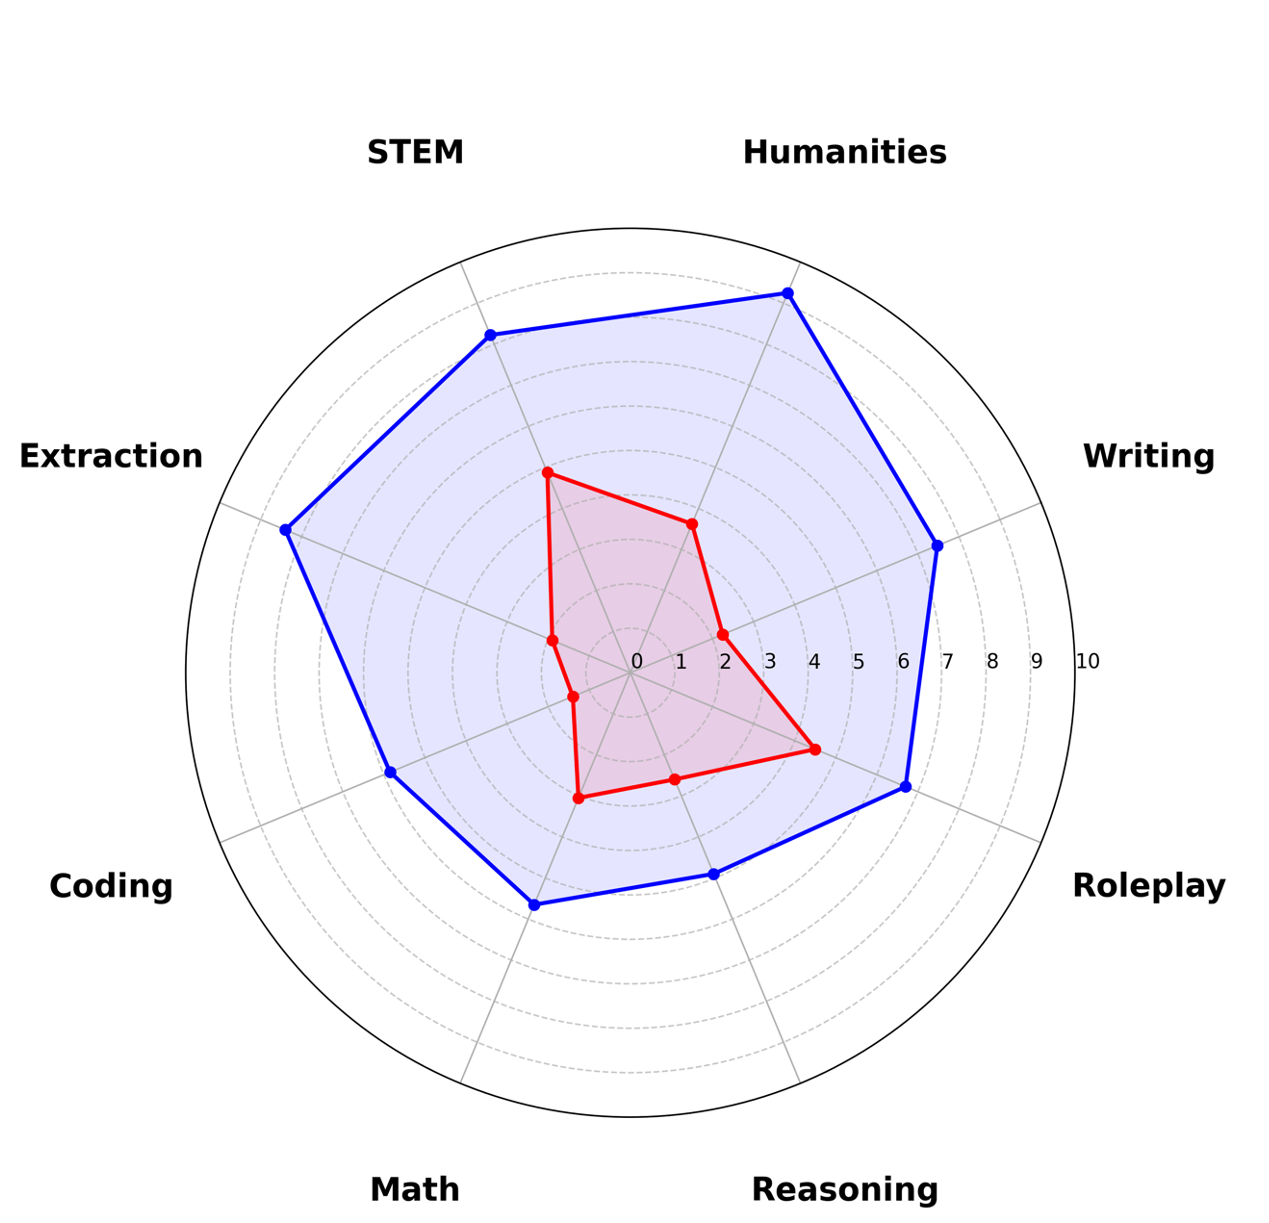 STEM
Humanities
Extraction
Writing
0 1 2 3 4 5 6 7 8 9 10
Coding
Roleplay
Math
Reasoning